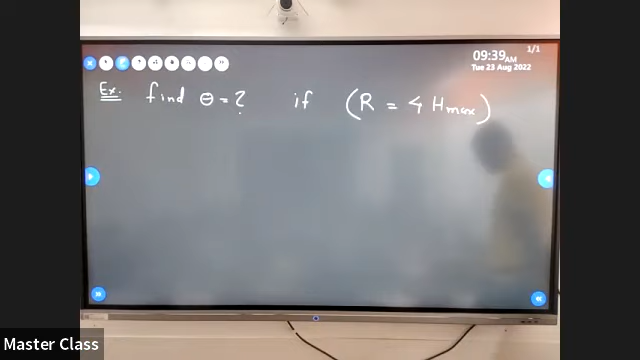 09:39AM
Tue 23 Aug 2022
1/1
Ex. find θ = ? if (R = 4 Hmax)
Master Class